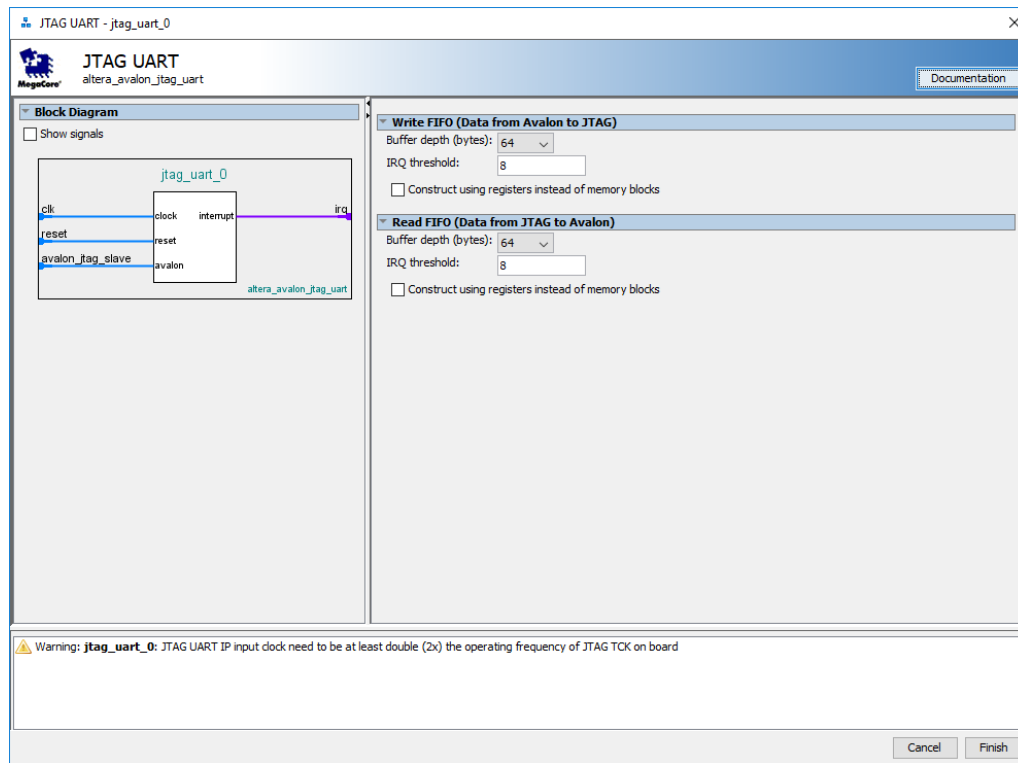 JTAG UART - jtag_uart_0
MegaCore'
JTAG UART
altera_avalon_jtag_uart
Documentation
Block Diagram
Show signals
jtag_uart_0
clk
clock
interrupt
irq
reset
reset
avalon_jtag_slave
avalon
altera_avalon_jtag_uart
Write FIFO (Data from Avalon to JTAG)
Buffer depth (bytes): 64
IRQ threshold: 8
Construct using registers instead of memory blocks
Read FIFO (Data from JTAG to Avalon)
Buffer depth (bytes): 64
IRQ threshold: 8
Construct using registers instead of memory blocks
Warning: jtag_uart_0: JTAG UART IP input clock need to be at least double (2x) the operating frequency of JTAG TCK on board
Cancel Finish